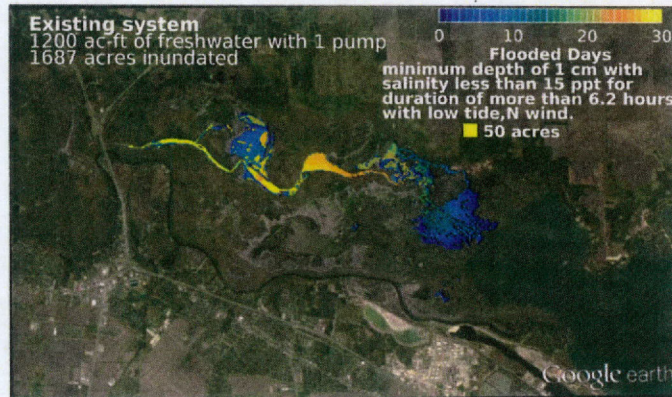 Existing system
1200 ac-ft of freshwater with 1 pump
1687 acres inundated
0 10 20 30
Flooded Days
minimum depth of 1 cm with
salinity less than 15 ppt for
duration of more than 6.2 hours
with low tide,N wind.
50 acres
Google earth